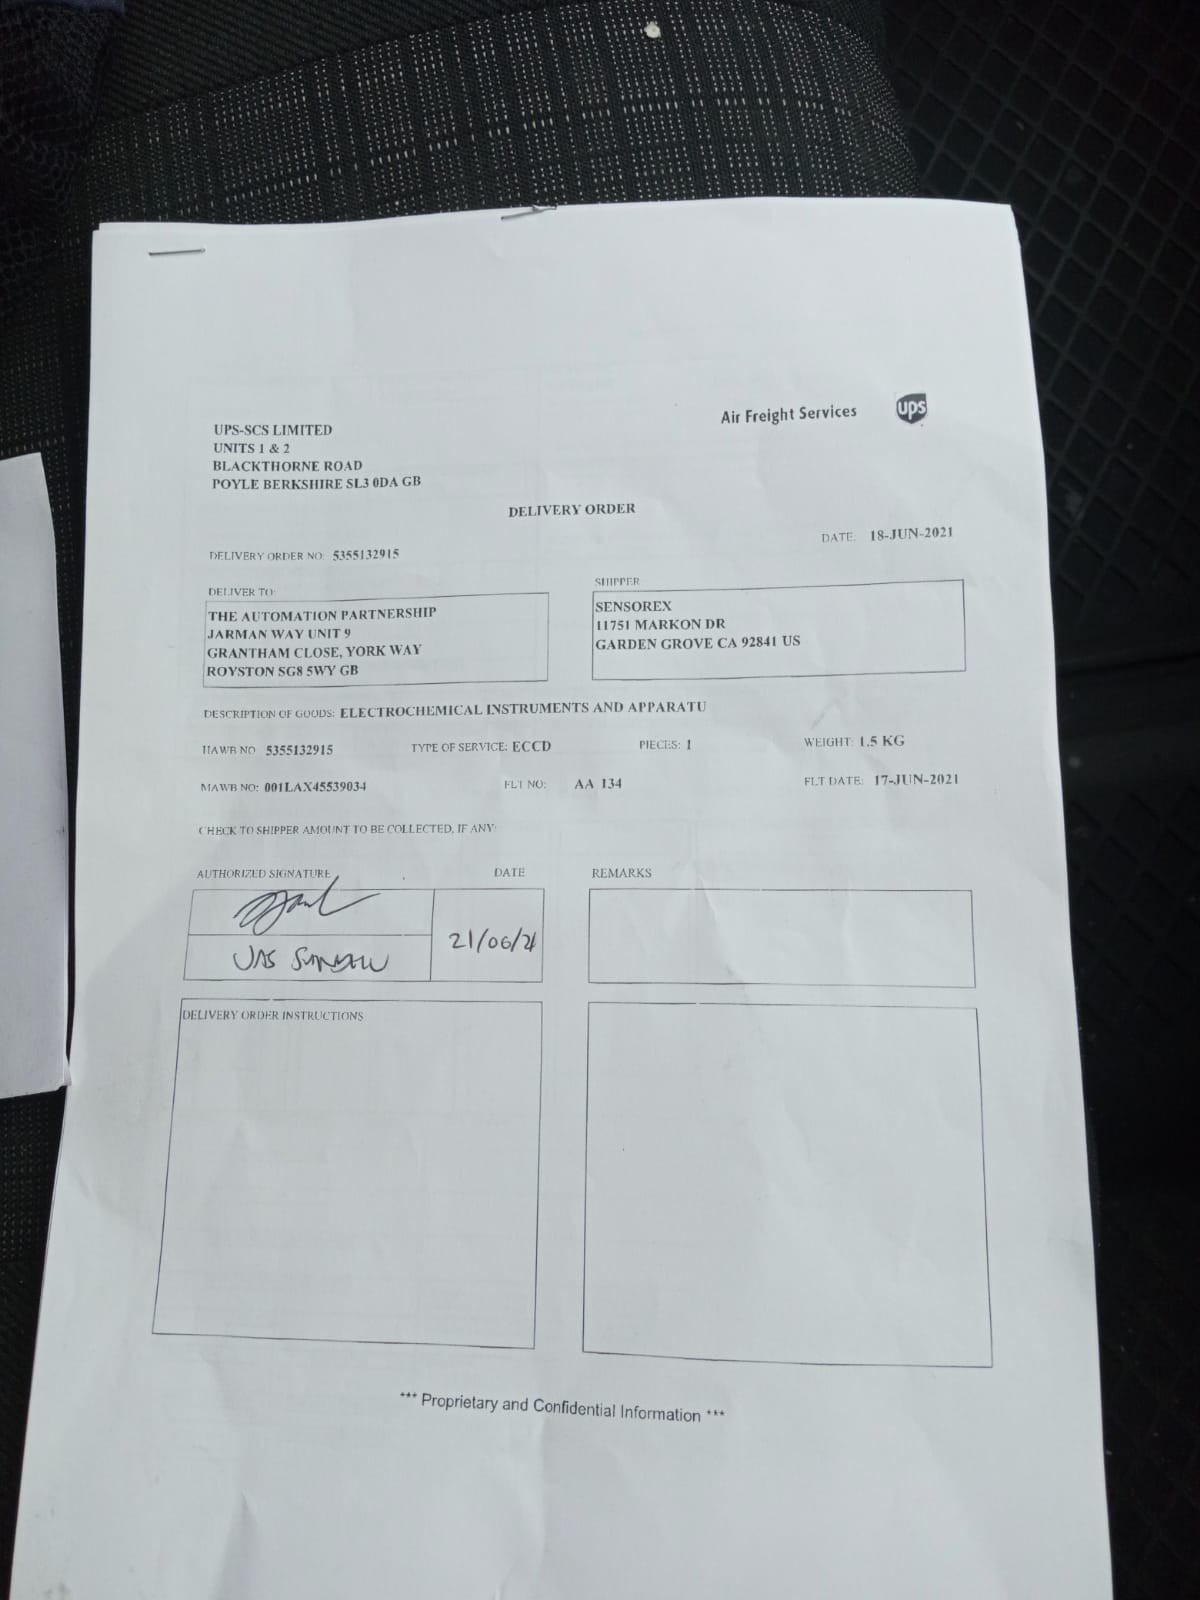 UPS-SCS LIMITED
UNITS 1 & 2
BLACKTHORNE ROAD
POYLE BERKSHIRE SL3 0DA GB
Air Freight Services
ups
DELIVERY ORDER
DATE: 18-JUN-2021
DELIVERY ORDER NO: 5355132915
DELIVER TO:
THE AUTOMATION PARTNERSHIP
JARMAN WAY UNIT 9
GRANTHAM CLOSE, YORK WAY
ROYSTON SG8 5WY GB
SHIPPER
SENSOREX
11751 MARKON DR
GARDEN GROVE CA 92841 US
DESCRIPTION OF GOODS: ELECTROCHEMICAL INSTRUMENTS AND APPARATU
HAWB NO 5355132915 TYPE OF SERVICE: ECCD PIECES: 1 WEIGHT: 1.5 KG
MAWB NO: 001LAX45539034 FLT NO: AA 134 FLT DATE: 17-JUN-2021
CHECK TO SHIPPER AMOUNT TO BE COLLECTED, IF ANY:
AUTHORIZED SIGNATURE DATE REMARKS
21/06/21
DELIVERY ORDER INSTRUCTIONS
*** Proprietary and Confidential Information ***